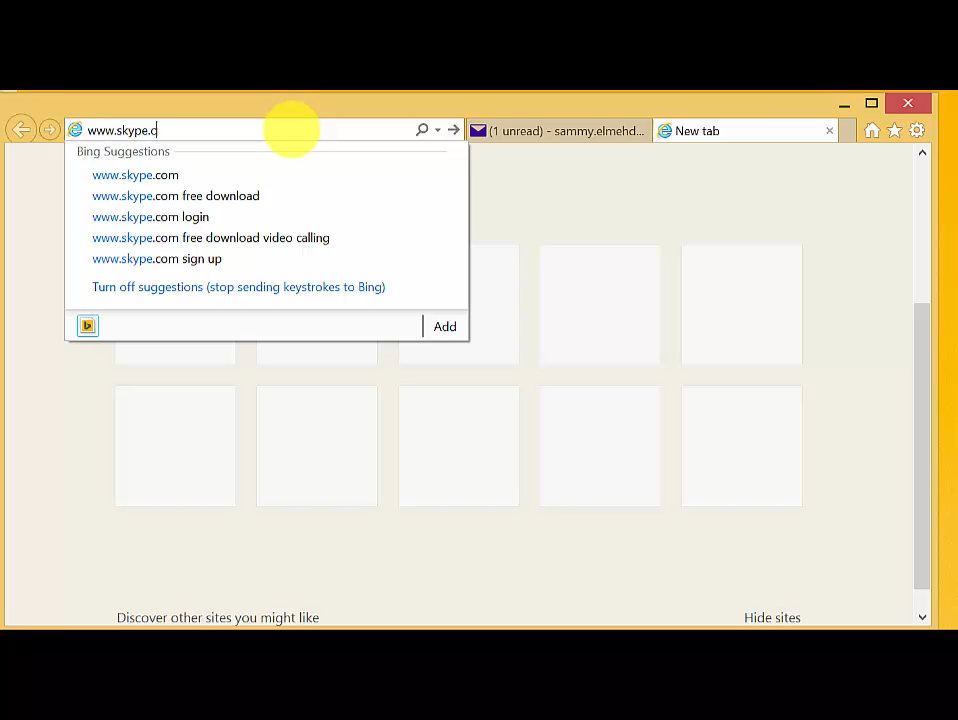 www.skype.c
(1 unread) - sammy.elmehd...
New tab
Bing Suggestions
www.skype.com
www.skype.com free download
www.skype.com login
www.skype.com free download video calling
www.skype.com sign up
Turn off suggestions (stop sending keystrokes to Bing)
Add
Discover other sites you might like
Hide sites